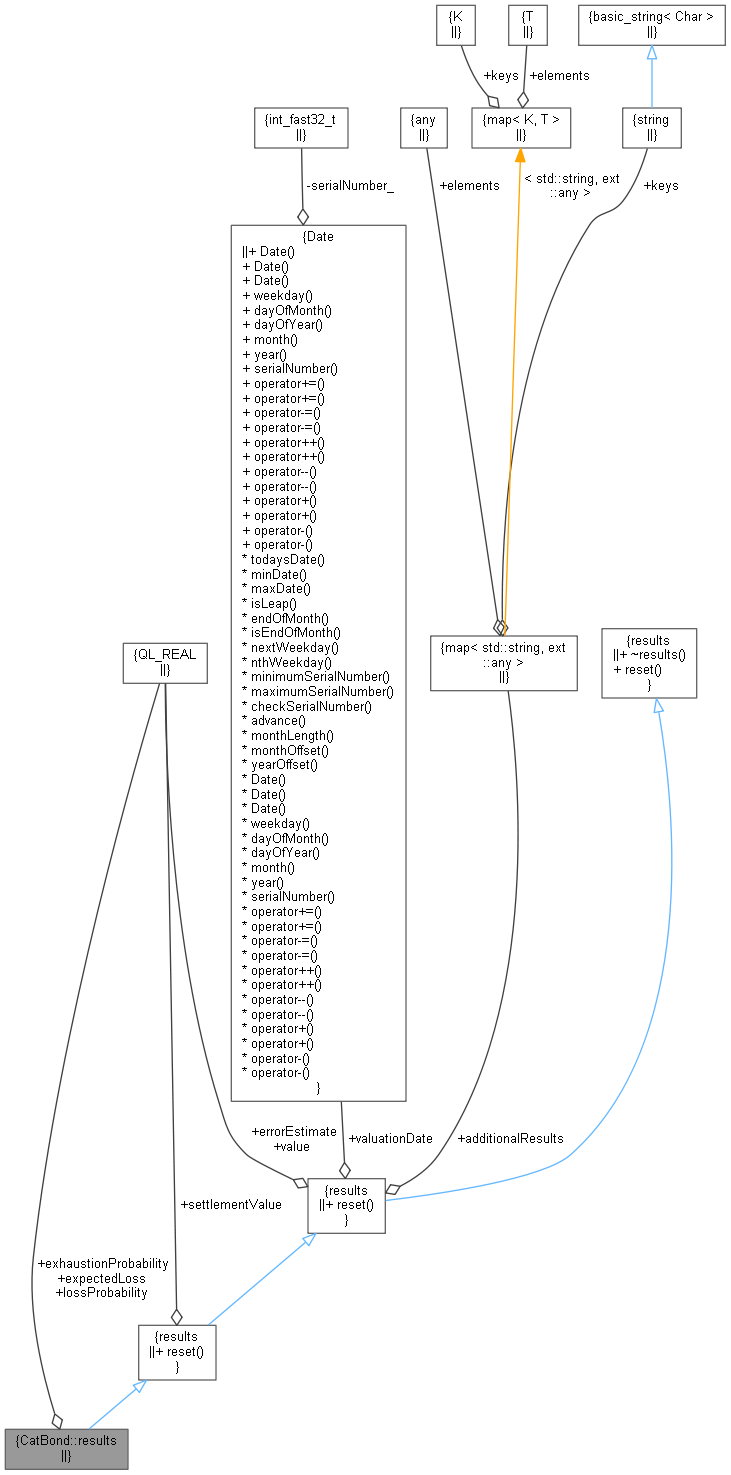 {K
||}
{T
||}
{basic_string< Char >
||}
+keys
+elements
{int_fast32_t
||}
{any
||}
{map< K, T >
||}
{string
||}
-serialNumber_
+elements
< std::string, ext
::any >
+keys
{Date
||+ Date()
+ Date()
+ Date()
+ weekday()
+ dayOfMonth()
+ dayOfYear()
+ month()
+ year()
+ serialNumber()
+ operator+=()
+ operator+=()
+ operator-=()
+ operator-=()
+ operator++()
+ operator++()
+ operator--()
+ operator--()
+ operator+()
+ operator+()
+ operator-()
+ operator-()
* todaysDate()
* minDate()
* maxDate()
* isLeap()
* endOfMonth()
* isEndOfMonth()
* nextWeekday()
* nthWeekday()
* minimumSerialNumber()
* maximumSerialNumber()
* checkSerialNumber()
* advance()
* monthLength()
* monthOffset()
* yearOffset()
* Date()
* Date()
* Date()
* weekday()
* dayOfMonth()
* dayOfYear()
* month()
* year()
* serialNumber()
* operator+=()
* operator+=()
* operator-=()
* operator-=()
* operator++()
* operator++()
* operator--()
* operator--()
* operator+()
* operator+()
* operator-()
* operator-()
}
{QL_REAL
||}
{map< std::string, ext
::any >
||}
{results
||+ ~results()
+ reset()
}
+errorEstimate
+value
+valuationDate
+additionalResults
{results
||+ reset()
}
+settlementValue
+exhaustionProbability
+expectedLoss
+lossProbability
{results
||+ reset()
}
{CatBond::results
||}